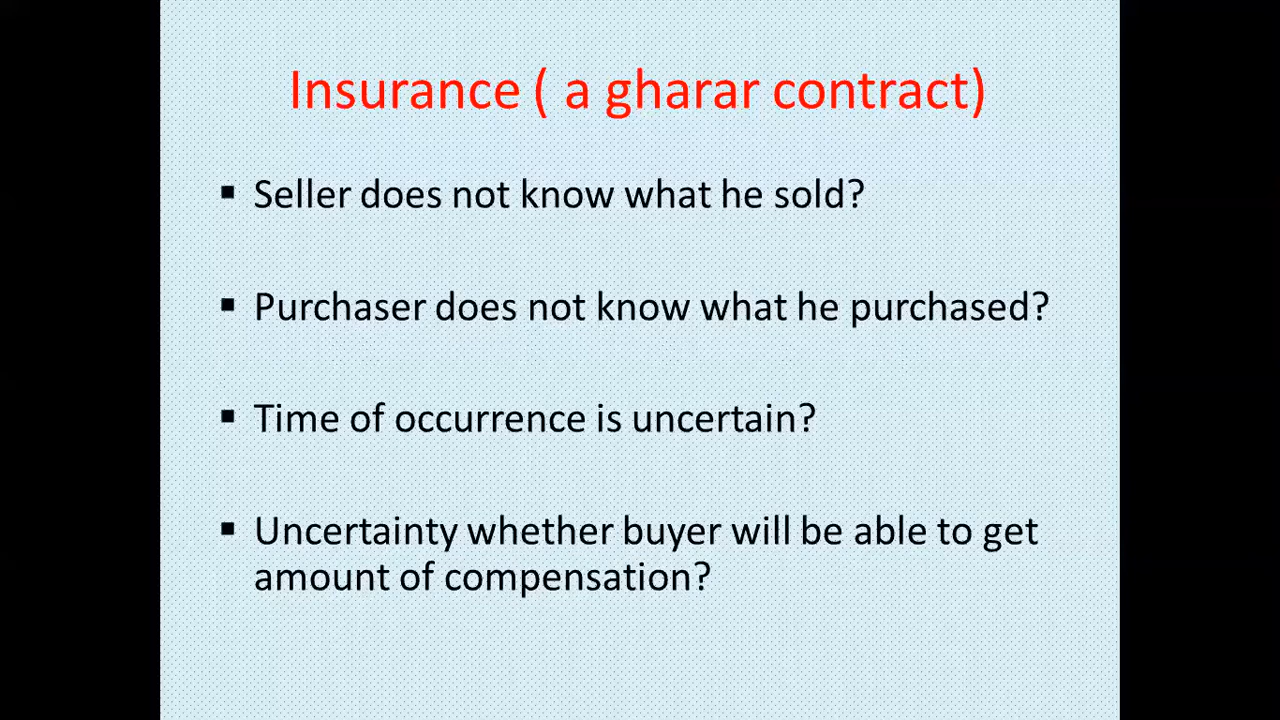 Insurance ( a gharar contract)
▪ Seller does not know what he sold?
▪ Purchaser does not know what he purchased?
▪ Time of occurrence is uncertain?
▪ Uncertainty whether buyer will be able to get
amount of compensation?